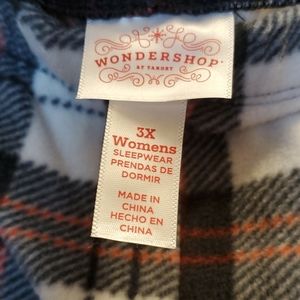 WONDERSHOP
AT TARGET
3X
Womens
SLEEPWEAR
PRENDAS DE
DORMIR
MADE IN
CHINA
HECHO EN
CHINA